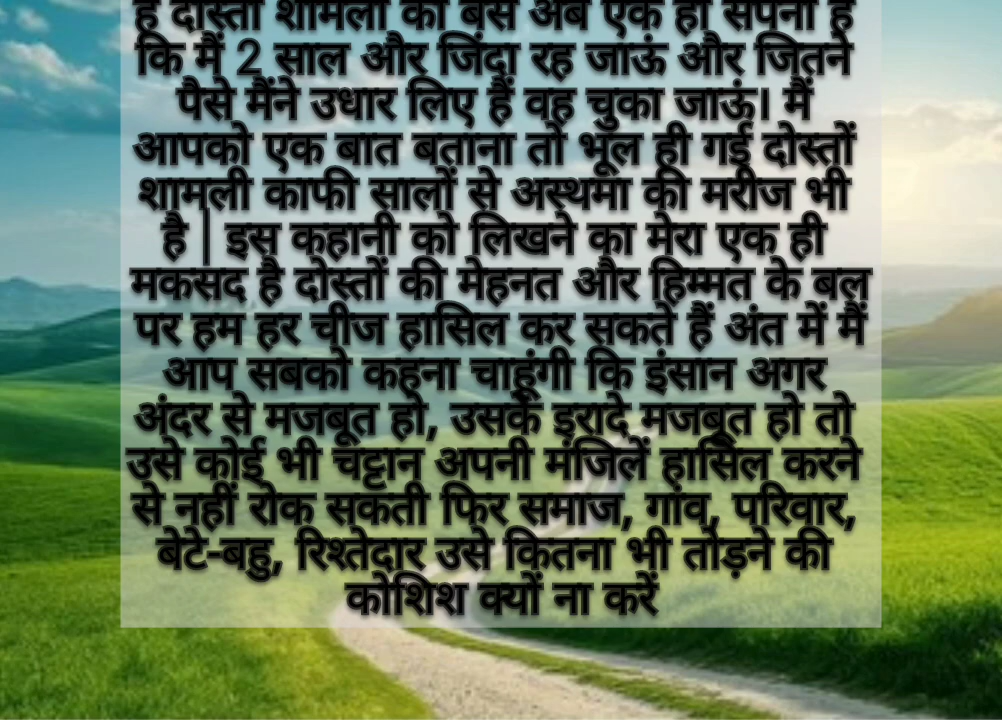 है दोस्तों शामली का बस अब एक ही सपना है
कि मैं 2 साल और जिंदा रह जाऊं और जितने
पैसे मैंने उधार लिए हैं वह चुका जाऊं। मैं
आपको एक बात बताना तो भूल ही गई दोस्तों
शामली काफी सालों से अस्थमा की मरीज भी
है | इस कहानी को लिखने का मेरा एक ही
मकसद है दोस्तों की मेहनत और हिम्मत के बल
पर हम हर चीज हासिल कर सकते हैं अंत में मैं
आप सबको कहना चाहूंगी कि इंसान अगर
अंदर से मजबूत हो, उसके इरादे मजबूत हो तो
उसे कोई भी चट्टान अपनी मंजिलें हासिल करने
से नहीं रोक सकती फिर समाज, गांव, परिवार,
बेटे-बहु, रिश्तेदार उसे कितना भी तोड़ने की
कोशिश क्यों ना करें